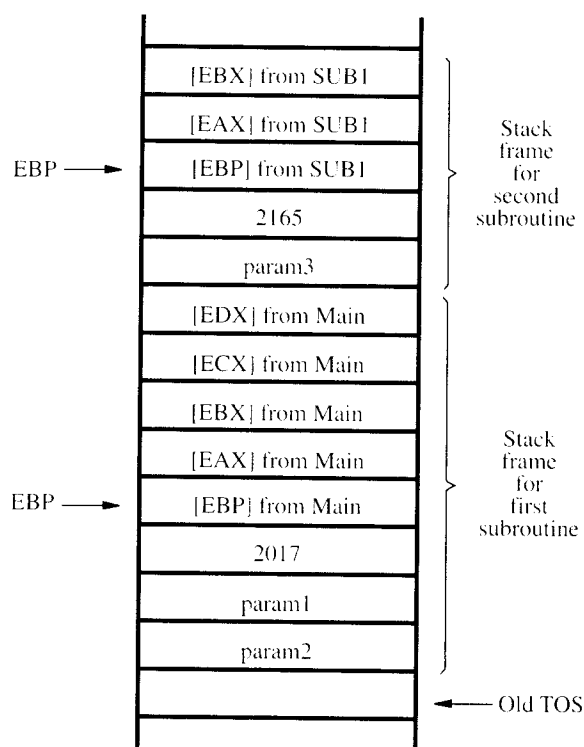 [EBX] from SUB1
[EAX] from SUB1
EBP
[EBP] from SUB1
2165
param3
Stack
frame
for
second
subroutine
[EDX] from Main
[ECX] from Main
[EBX] from Main
[EAX] from Main
EBP
[EBP] from Main
2017
param1
param2
Stack
frame
for
first
subroutine
Old TOS